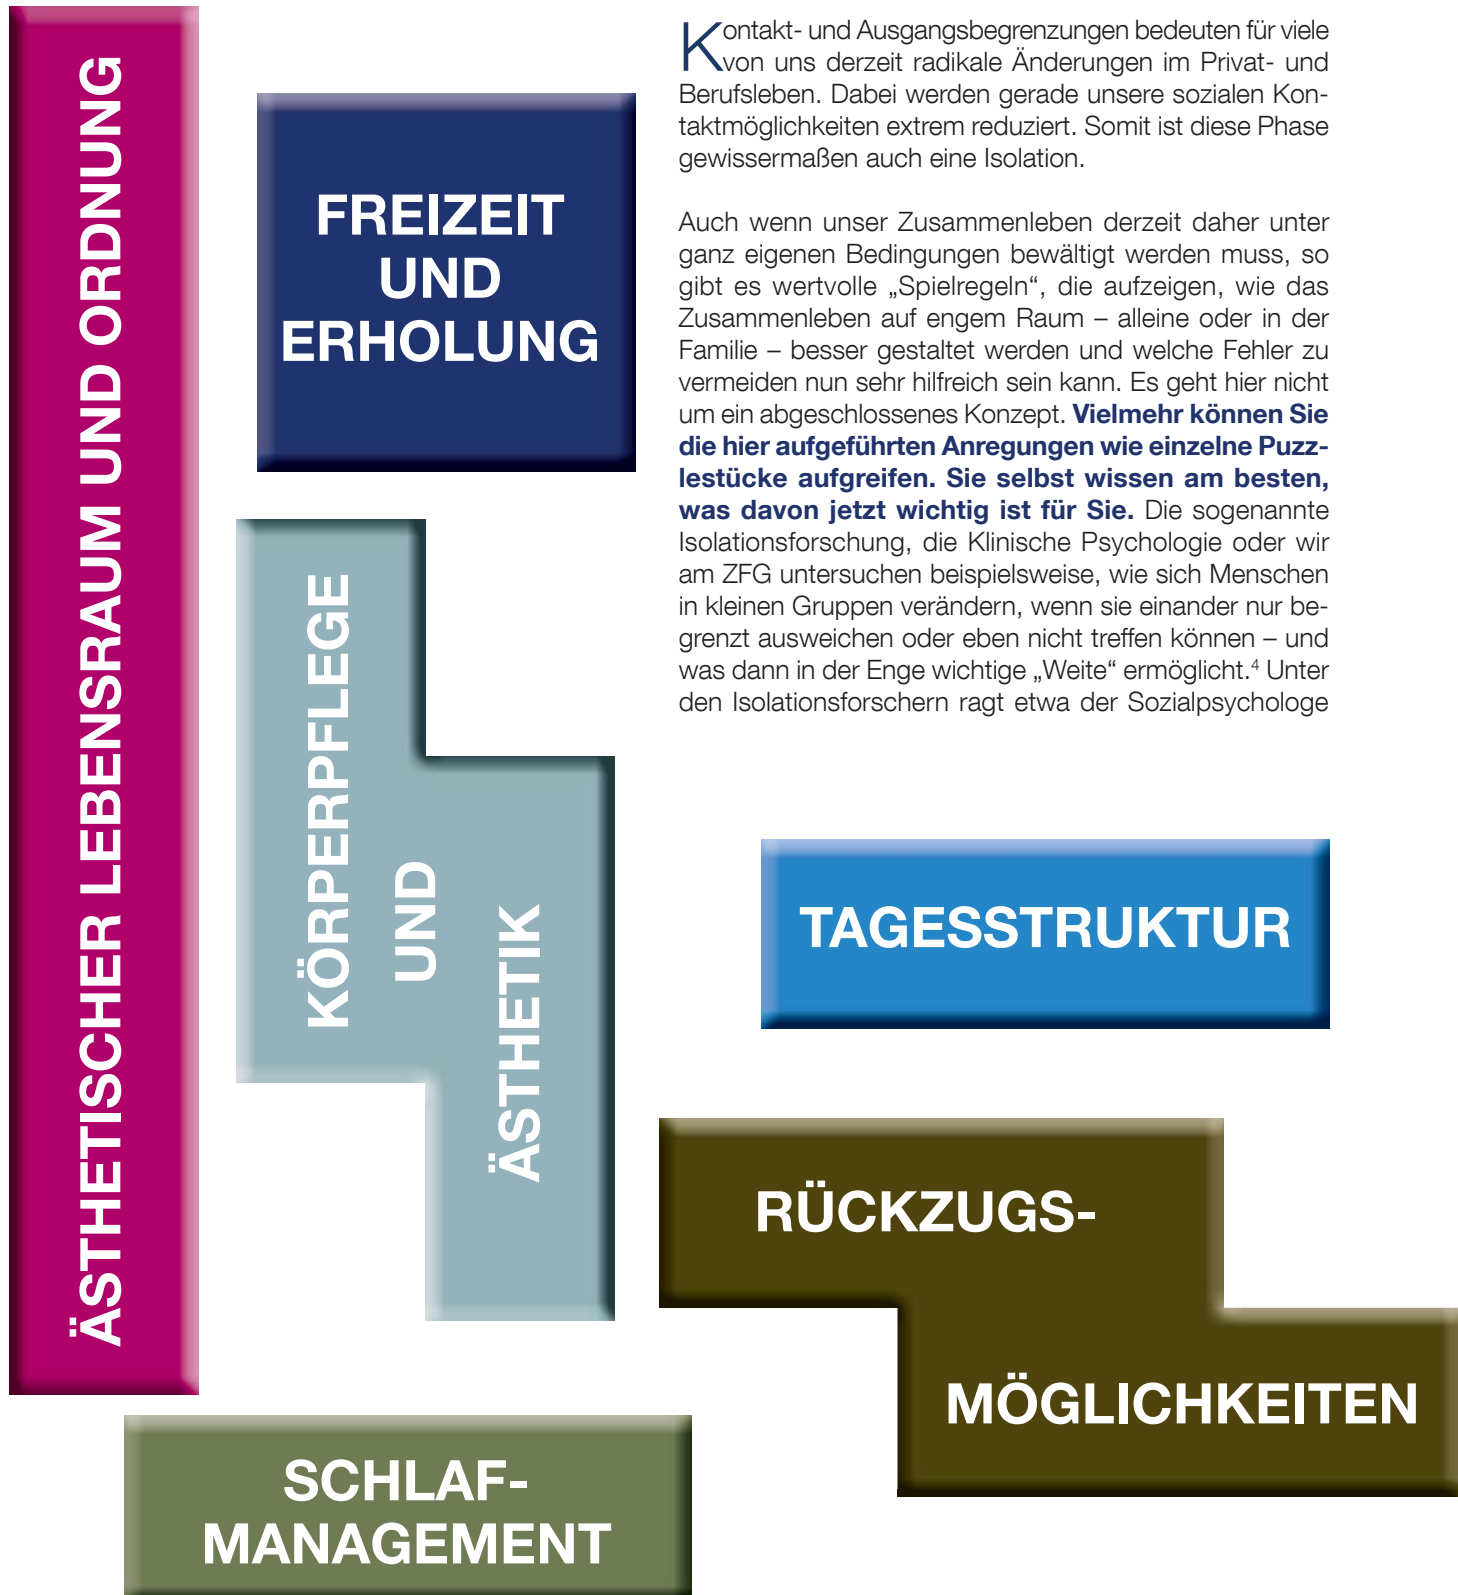 ÄSTHETISCHER LEBENSRAUM UND ORDNUNG
FREIZEIT
UND
ERHOLUNG
KÖRPERPFLEGE
UND
ÄSTHETIK
Kontakt- und Ausgangsbegrenzungen bedeuten für viele
von uns derzeit radikale Änderungen im Privat- und
Berufsleben. Dabei werden gerade unsere sozialen Kon-
taktmöglichkeiten extrem reduziert. Somit ist diese Phase
gewissermaßen auch eine Isolation.
Auch wenn unser Zusammenleben derzeit daher unter
ganz eigenen Bedingungen bewältigt werden muss, so
gibt es wertvolle „Spielregeln“, die aufzeigen, wie das
Zusammenleben auf engem Raum – alleine oder in der
Familie – besser gestaltet werden und welche Fehler zu
vermeiden nun sehr hilfreich sein kann. Es geht hier nicht
um ein abgeschlossenes Konzept. Vielmehr können Sie
die hier aufgeführten Anregungen wie einzelne Puzz-
lestücke aufgreifen. Sie selbst wissen am besten,
was davon jetzt wichtig ist für Sie. Die sogenannte
Isolationsforschung, die Klinische Psychologie oder wir
am ZFG untersuchen beispielsweise, wie sich Menschen
in kleinen Gruppen verändern, wenn sie einander nur be-
grenzt ausweichen oder eben nicht treffen können – und
was dann in der Enge wichtige „Weite“ ermöglicht.⁴ Unter
den Isolationsforschern ragt etwa der Sozialpsychologe
TAGESSTRUKTUR
RÜCKZUGS-
MÖGLICHKEITEN
SCHLAF-
MANAGEMENT